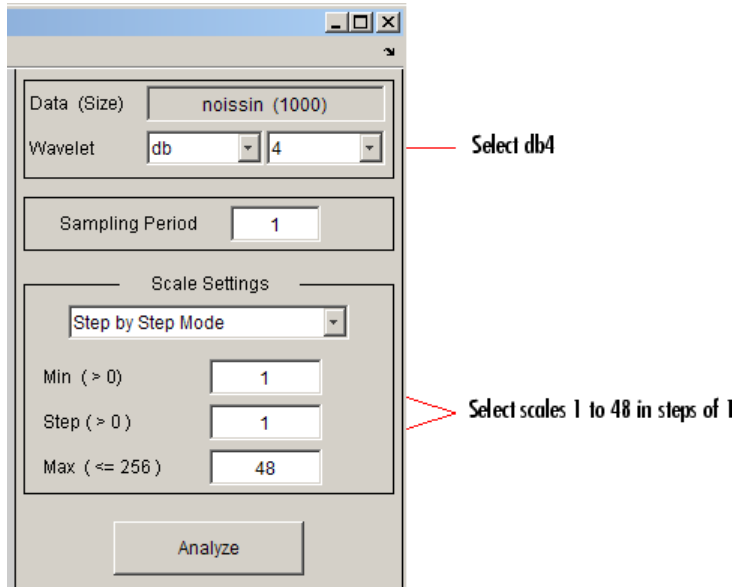 Data (Size) noissin (1000)
Wavelet db 4
Select db4
Sampling Period 1
Scale Settings
Step by Step Mode
Min ( > 0) 1
Step ( > 0 ) 1
Select scales 1 to 48 in steps of 1
Max ( <= 256 ) 48
Analyze